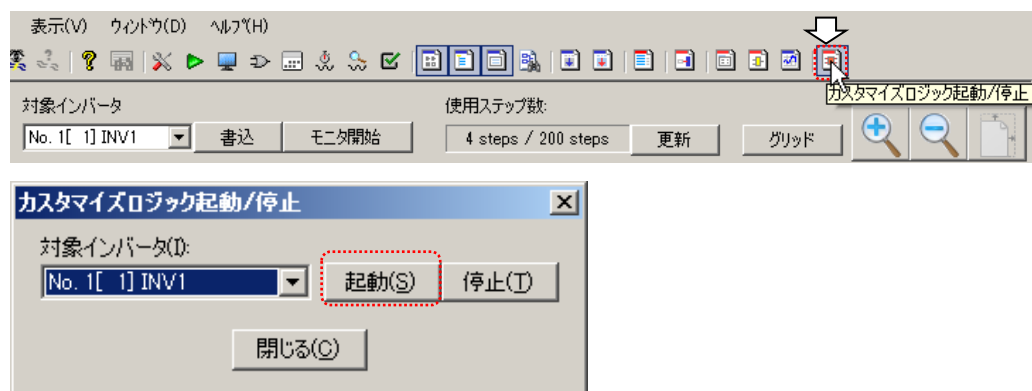 表示(V) ウィンドウ(D) ヘルプ(H)
カスタマイズロジック起動/停止
対象インバータ 使用ステップ数:
No. 1[ 1] INV1 書込 モニタ開始 4 steps / 200 steps 更新 グリッド
カスタマイズロジック起動/停止
対象インバータ(I):
No. 1[ 1] INV1 起動(S) 停止(T)
閉じる(C)